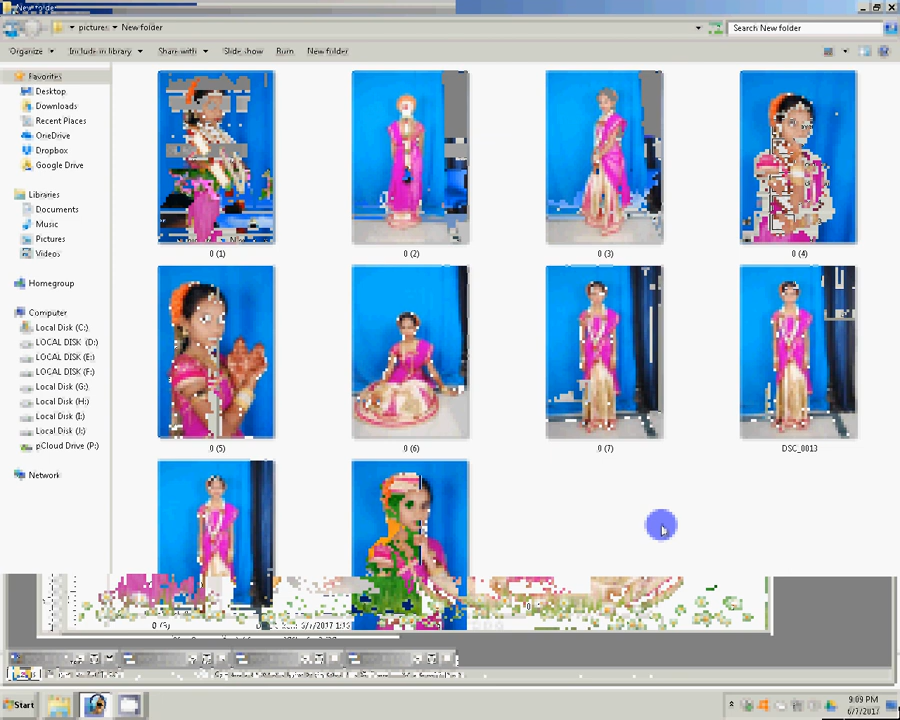 New folder
pictures ▾ New folder
Search New folder
Organize Include in library Share with Slide show Burn New folder
Favorites
Desktop
Downloads
Recent Places
OneDrive
Dropbox
Google Drive
Libraries
Documents
Music
Pictures
Videos
Homegroup
Computer
Local Disk (C:)
LOCAL DISK (D:)
LOCAL DISK (E:)
LOCAL DISK (F:)
Local Disk (G:)
Local Disk (H:)
Local Disk (I:)
Local Disk (J:)
pCloud Drive (P:)
Network
0 (1) 0 (2) 0 (3) 0 (4)
0 (5) 0 (6) 0 (7) DSC_0013
Start
9:09 PM
6/7/2017